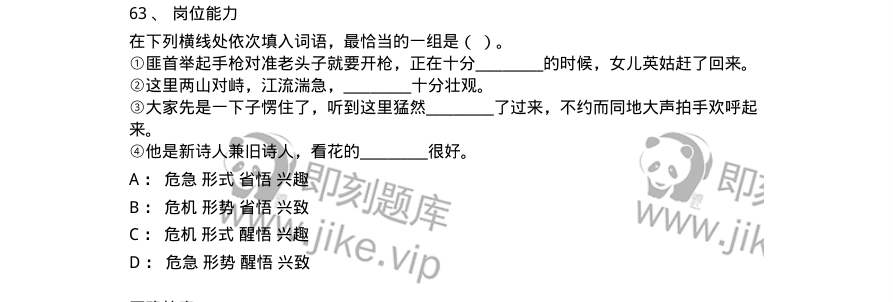 63 、 岗位能力
在下列横线处依次填入词语，最恰当的一组是（ ）。
①匪首举起手枪对准老头子就要开枪，正在十分________的时候，女儿英姑赶了回来。
②这里两山对峙，江流湍急，________十分壮观。
③大家先是一下子愣住了，听到这里猛然________了过来，不约而同地大声拍手欢呼起
来。
④他是新诗人兼旧诗人，看花的________很好。
A： 危急 形式 省悟 兴趣
B： 危机 形势 省悟 兴致
C： 危机 形式 醒悟 兴趣
D： 危急 形势 醒悟 兴致
即刻题库
www.jike.vip
即刻
www.jik